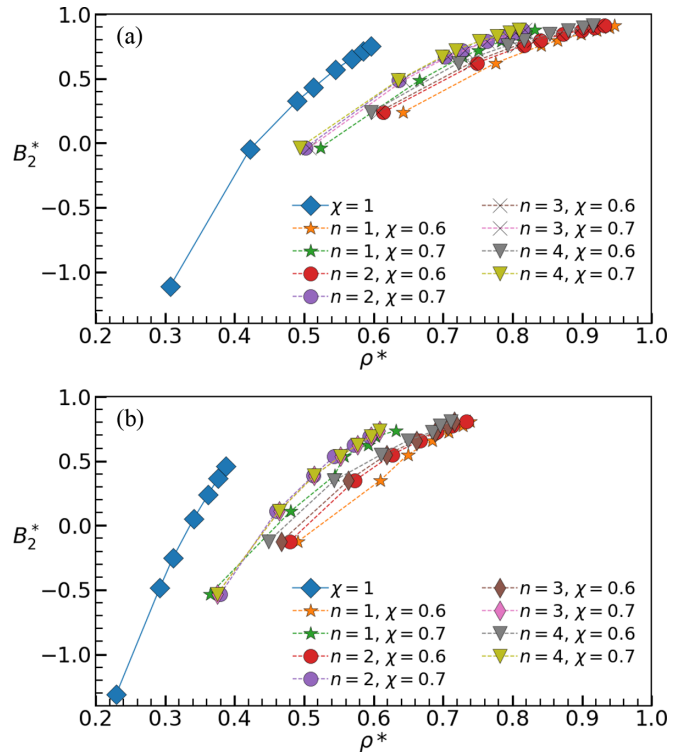 (a)
1.0
0.5
0.0
−0.5
−1.0
B₂*
χ = 1
n = 1, χ = 0.6
n = 1, χ = 0.7
n = 2, χ = 0.6
n = 2, χ = 0.7
n = 3, χ = 0.6
n = 3, χ = 0.7
n = 4, χ = 0.6
n = 4, χ = 0.7
0.2 0.3 0.4 0.5 0.6 0.7 0.8 0.9 1.0
ρ*
(b)
1.0
0.5
0.0
−0.5
−1.0
B₂*
χ = 1
n = 1, χ = 0.6
n = 1, χ = 0.7
n = 2, χ = 0.6
n = 2, χ = 0.7
n = 3, χ = 0.6
n = 3, χ = 0.7
n = 4, χ = 0.6
n = 4, χ = 0.7
0.2 0.3 0.4 0.5 0.6 0.7 0.8 0.9 1.0
ρ*